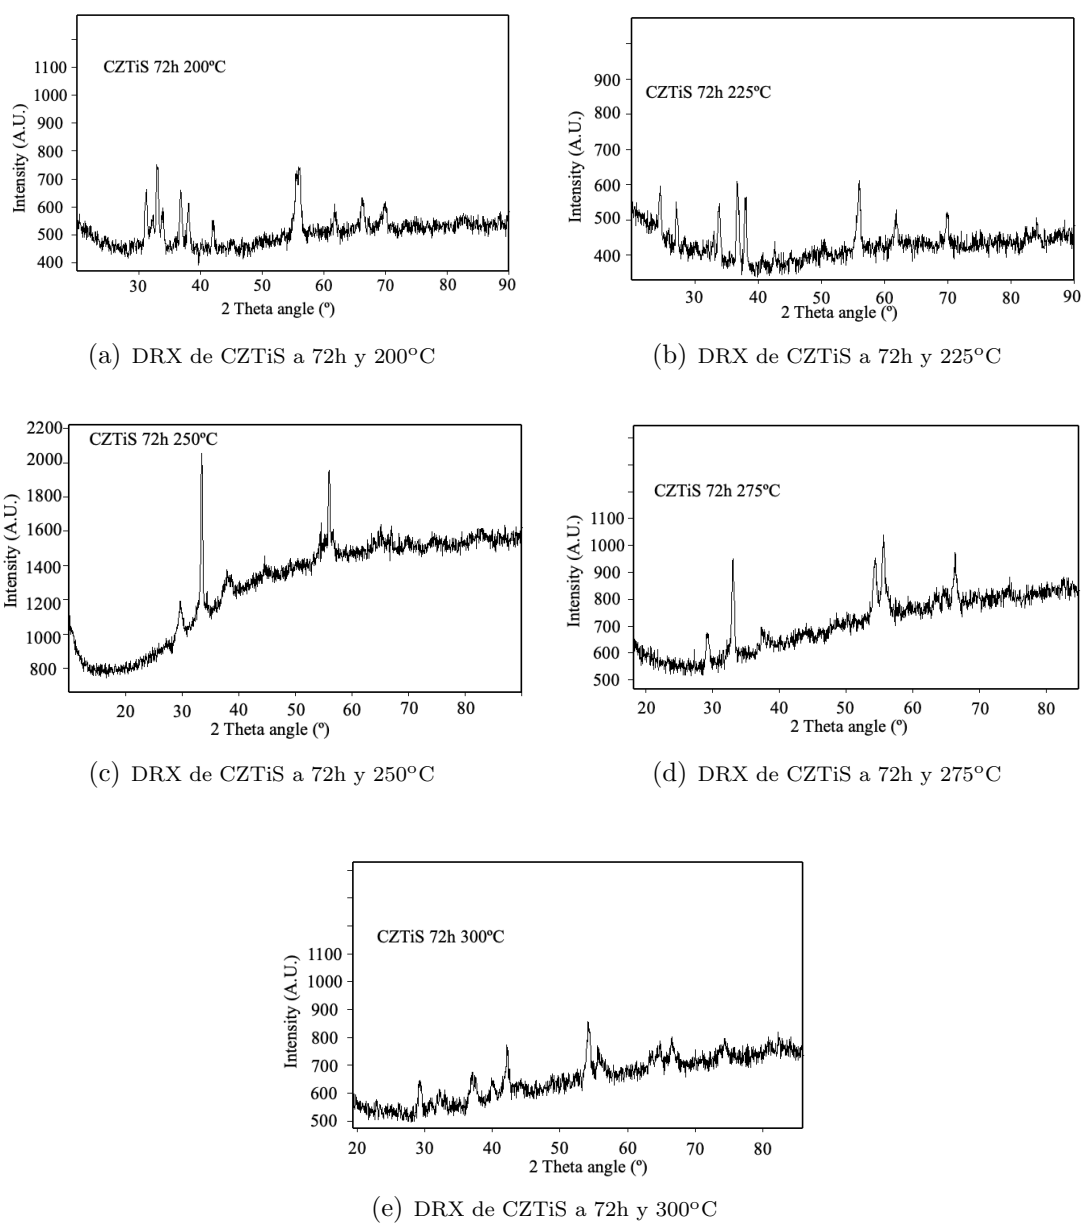 CZTiS 72h 200ºC
Intensity (A.U.)
1100
1000
900
800
700
600
500
400
30 40 50 60 70 80 90
2 Theta angle (º)
(a) DRX de CZTiS a 72h y 200ºC
CZTiS 72h 225ºC
Intensity (A.U.)
900
800
700
600
500
400
30 40 50 60 70 80 90
2 Theta angle (º)
(b) DRX de CZTiS a 72h y 225ºC
CZTiS 72h 250ºC
Intensity (A.U.)
2200
2000
1800
1600
1400
1200
1000
800
20 30 40 50 60 70 80
2 Theta angle (º)
(c) DRX de CZTiS a 72h y 250ºC
CZTiS 72h 275ºC
Intensity (A.U.)
1100
1000
900
800
700
600
500
20 30 40 50 60 70 80
2 Theta angle (º)
(d) DRX de CZTiS a 72h y 275ºC
CZTiS 72h 300ºC
Intensity (A.U.)
1100
1000
900
800
700
600
500
20 30 40 50 60 70 80
2 Theta angle (º)
(e) DRX de CZTiS a 72h y 300ºC